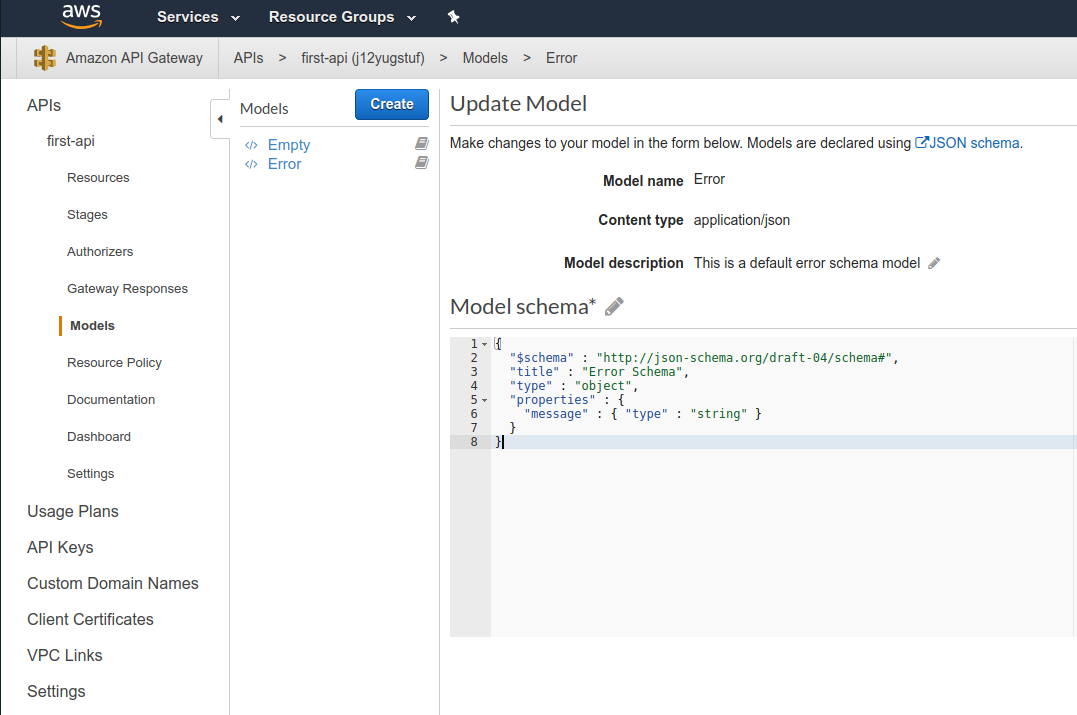 aws Services Resource Groups
Amazon API Gateway APIs > first-api (j12yugstuf) > Models > Error
APIs
first-api
Resources
Stages
Authorizers
Gateway Responses
Models
Resource Policy
Documentation
Dashboard
Settings
Usage Plans
API Keys
Custom Domain Names
Client Certificates
VPC Links
Settings
Models Create
</> Empty
</> Error
Update Model
Make changes to your model in the form below. Models are declared using JSON schema.
Model name Error
Content type application/json
Model description This is a default error schema model
Model schema*
1 {
2 "$schema" : "http://json-schema.org/draft-04/schema#",
3 "title" : "Error Schema",
4 "type" : "object",
5 "properties" : {
6 "message" : { "type" : "string" }
7 }
8 }